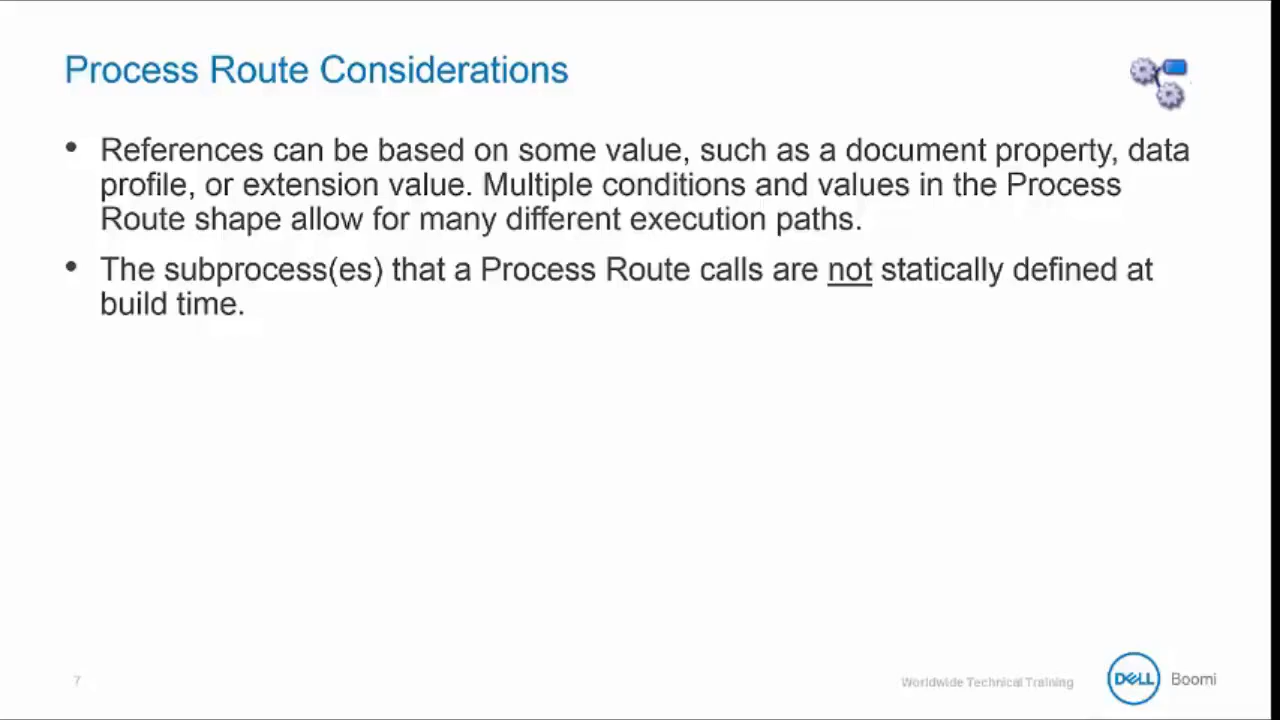 Process Route Considerations
• References can be based on some value, such as a document property, data
profile, or extension value. Multiple conditions and values in the Process
Route shape allow for many different execution paths.
• The subprocess(es) that a Process Route calls are not statically defined at
build time.
7
Worldwide Technical Training
DELL
Boomi